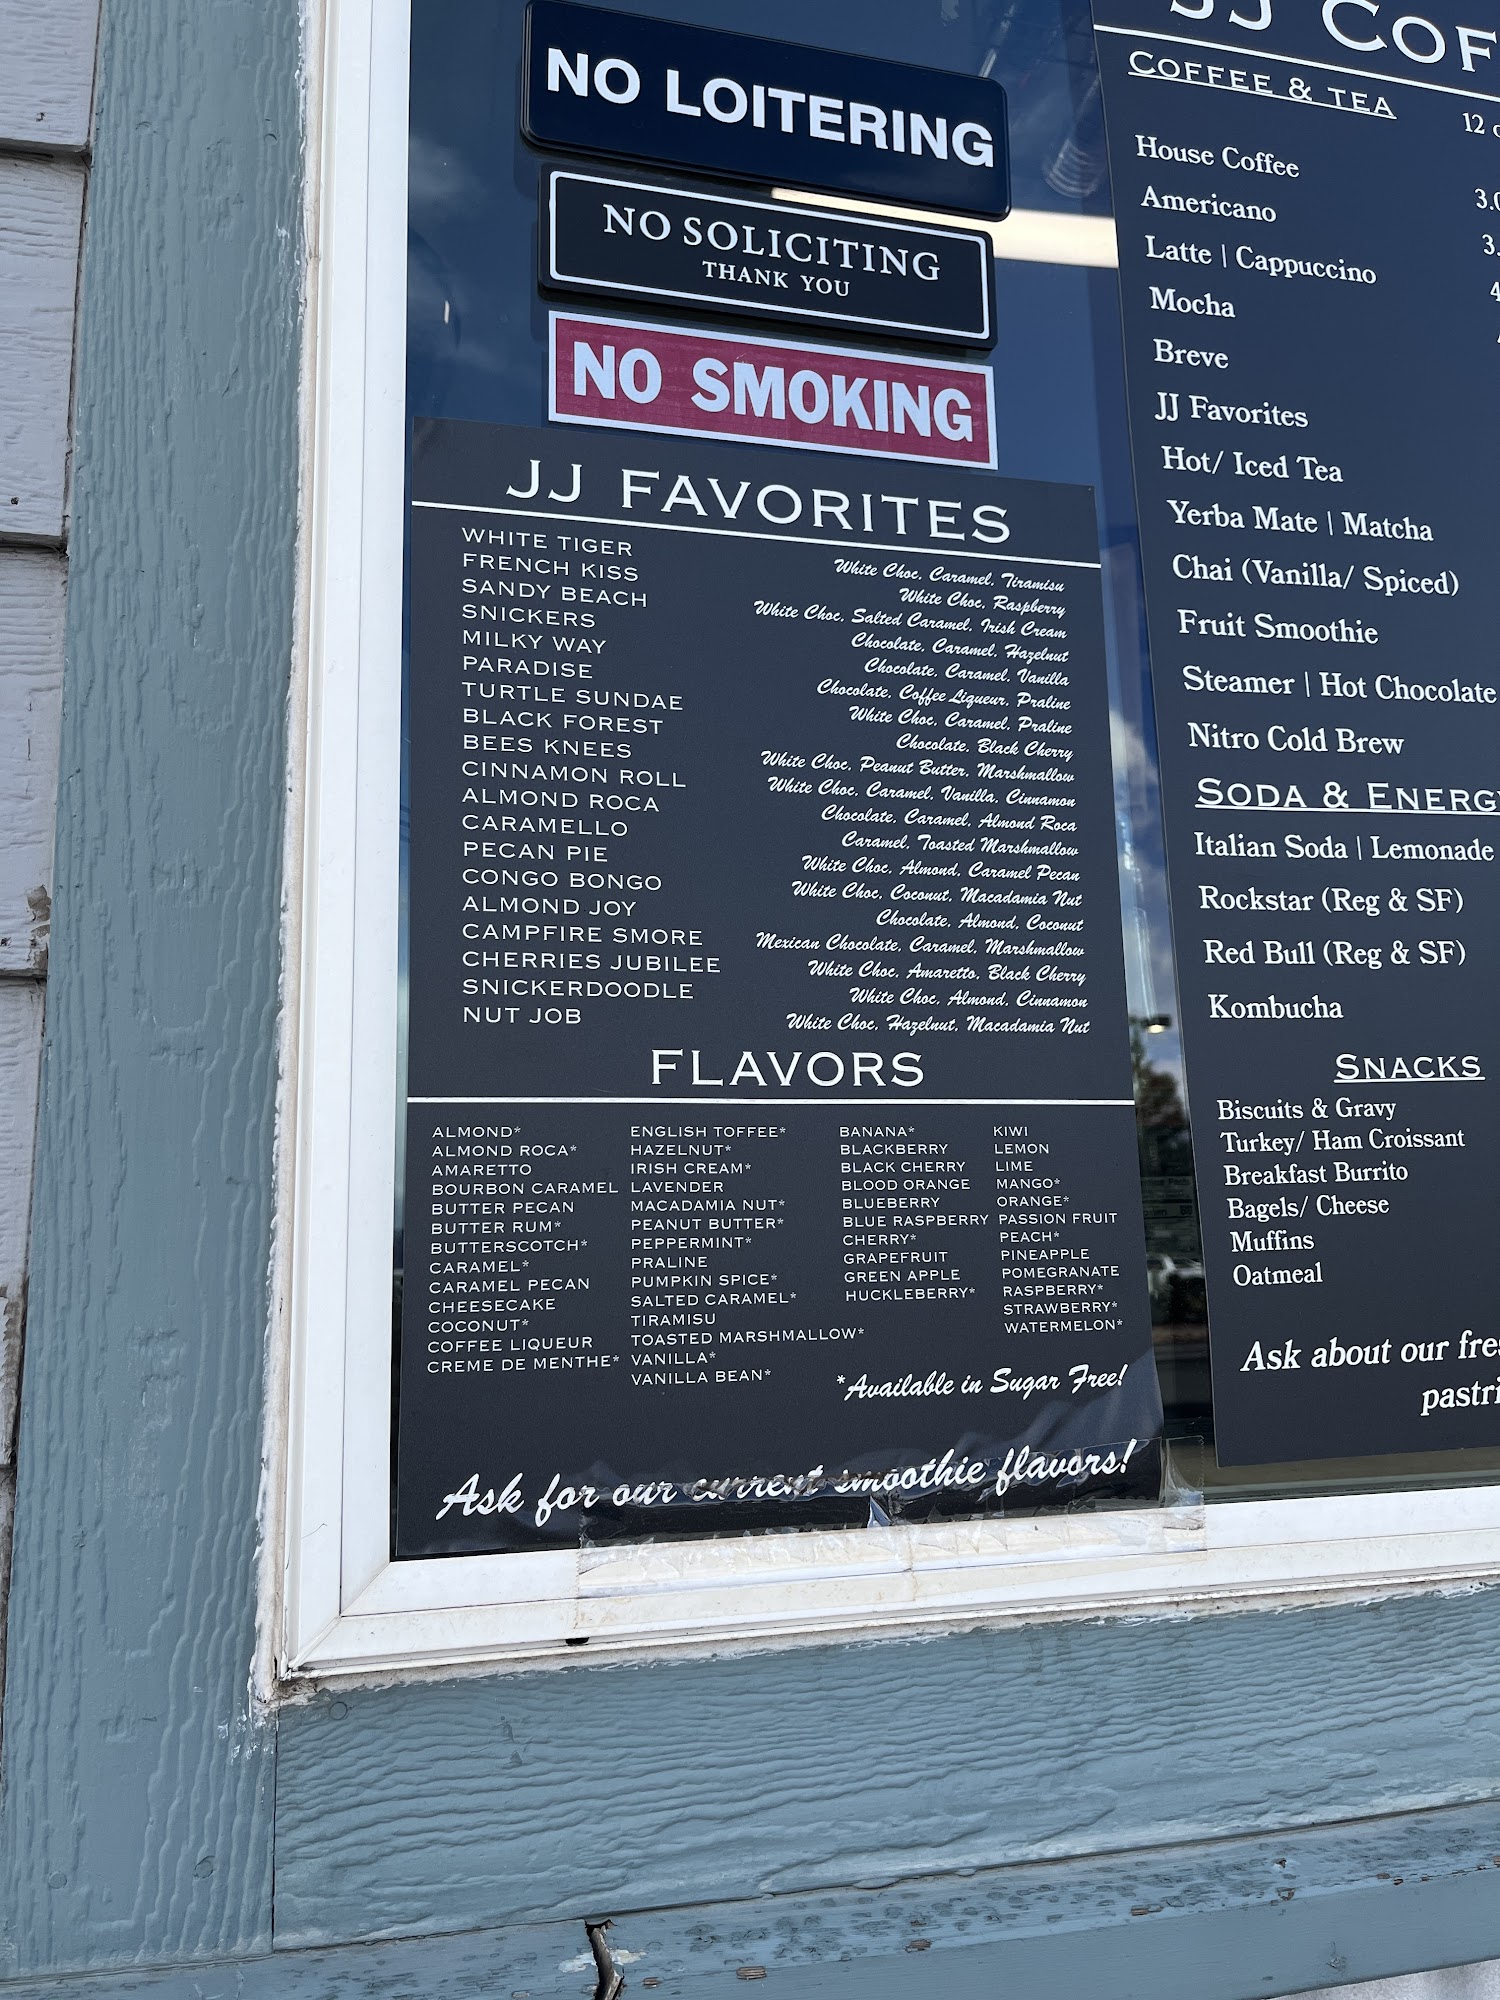 NO LOITERING
NO SOLICITING
THANK YOU
NO SMOKING
JJ FAVORITES
WHITE TIGER White Choc, Caramel, Tiramisu
FRENCH KISS White Choc, Raspberry
SANDY BEACH White Choc, Salted Caramel, Irish Cream
SNICKERS Chocolate, Caramel, Hazelnut
MILKY WAY Chocolate, Caramel, Vanilla
PARADISE Chocolate, Coffee Liqueur, Praline
TURTLE SUNDAE White Choc, Caramel, Praline
BLACK FOREST Chocolate, Black Cherry
BEES KNEES White Choc, Peanut Butter, Marshmallow
CINNAMON ROLL White Choc, Caramel, Vanilla, Cinnamon
ALMOND ROCA Chocolate, Caramel, Almond Roca
CARAMELLO Caramel, Toasted Marshmallow
PECAN PIE White Choc, Almond, Caramel Pecan
CONGO BONGO White Choc, Coconut, Macadamia Nut
ALMOND JOY Chocolate, Almond, Coconut
CAMPFIRE SMORE Mexican Chocolate, Caramel, Marshmallow
CHERRIES JUBILEE White Choc, Amaretto, Black Cherry
SNICKERDOODLE White Choc, Almond, Cinnamon
NUT JOB White Choc, Hazelnut, Macadamia Nut
FLAVORS
ALMOND*
ALMOND ROCA*
AMARETTO
BOURBON CARAMEL
BUTTER PECAN
BUTTER RUM*
BUTTERSCOTCH*
CARAMEL*
CARAMEL PECAN
CHEESECAKE
COCONUT*
COFFEE LIQUEUR
CREME DE MENTHE*
ENGLISH TOFFEE*
HAZELNUT*
IRISH CREAM*
LAVENDER
MACADAMIA NUT*
PEANUT BUTTER*
PEPPERMINT*
PRALINE
PUMPKIN SPICE*
SALTED CARAMEL*
TIRAMISU
TOASTED MARSHMALLOW*
VANILLA*
VANILLA BEAN*
BANANA*
BLACKBERRY
BLACK CHERRY
BLOOD ORANGE
BLUEBERRY
BLUE RASPBERRY
CHERRY*
GRAPEFRUIT
GREEN APPLE
HUCKLEBERRY*
KIWI
LEMON
LIME
MANGO*
ORANGE*
PASSION FRUIT
PEACH*
PINEAPPLE
POMEGRANATE
RASPBERRY*
STRAWBERRY*
WATERMELON*
*Available in Sugar Free!
Ask for our current smoothie flavors!
JJ COF
COFFEE & TEA 12
House Coffee
Americano
Latte | Cappuccino
Mocha
Breve
JJ Favorites
Hot/ Iced Tea
Yerba Mate | Matcha
Chai (Vanilla/ Spiced)
Fruit Smoothie
Steamer | Hot Chocolate
Nitro Cold Brew
SODA & ENERGY
Italian Soda | Lemonade
Rockstar (Reg & SF)
Red Bull (Reg & SF)
Kombucha
SNACKS
Biscuits & Gravy
Turkey/ Ham Croissant
Breakfast Burrito
Bagels/ Cheese
Muffins
Oatmeal
Ask about our fre
pastri